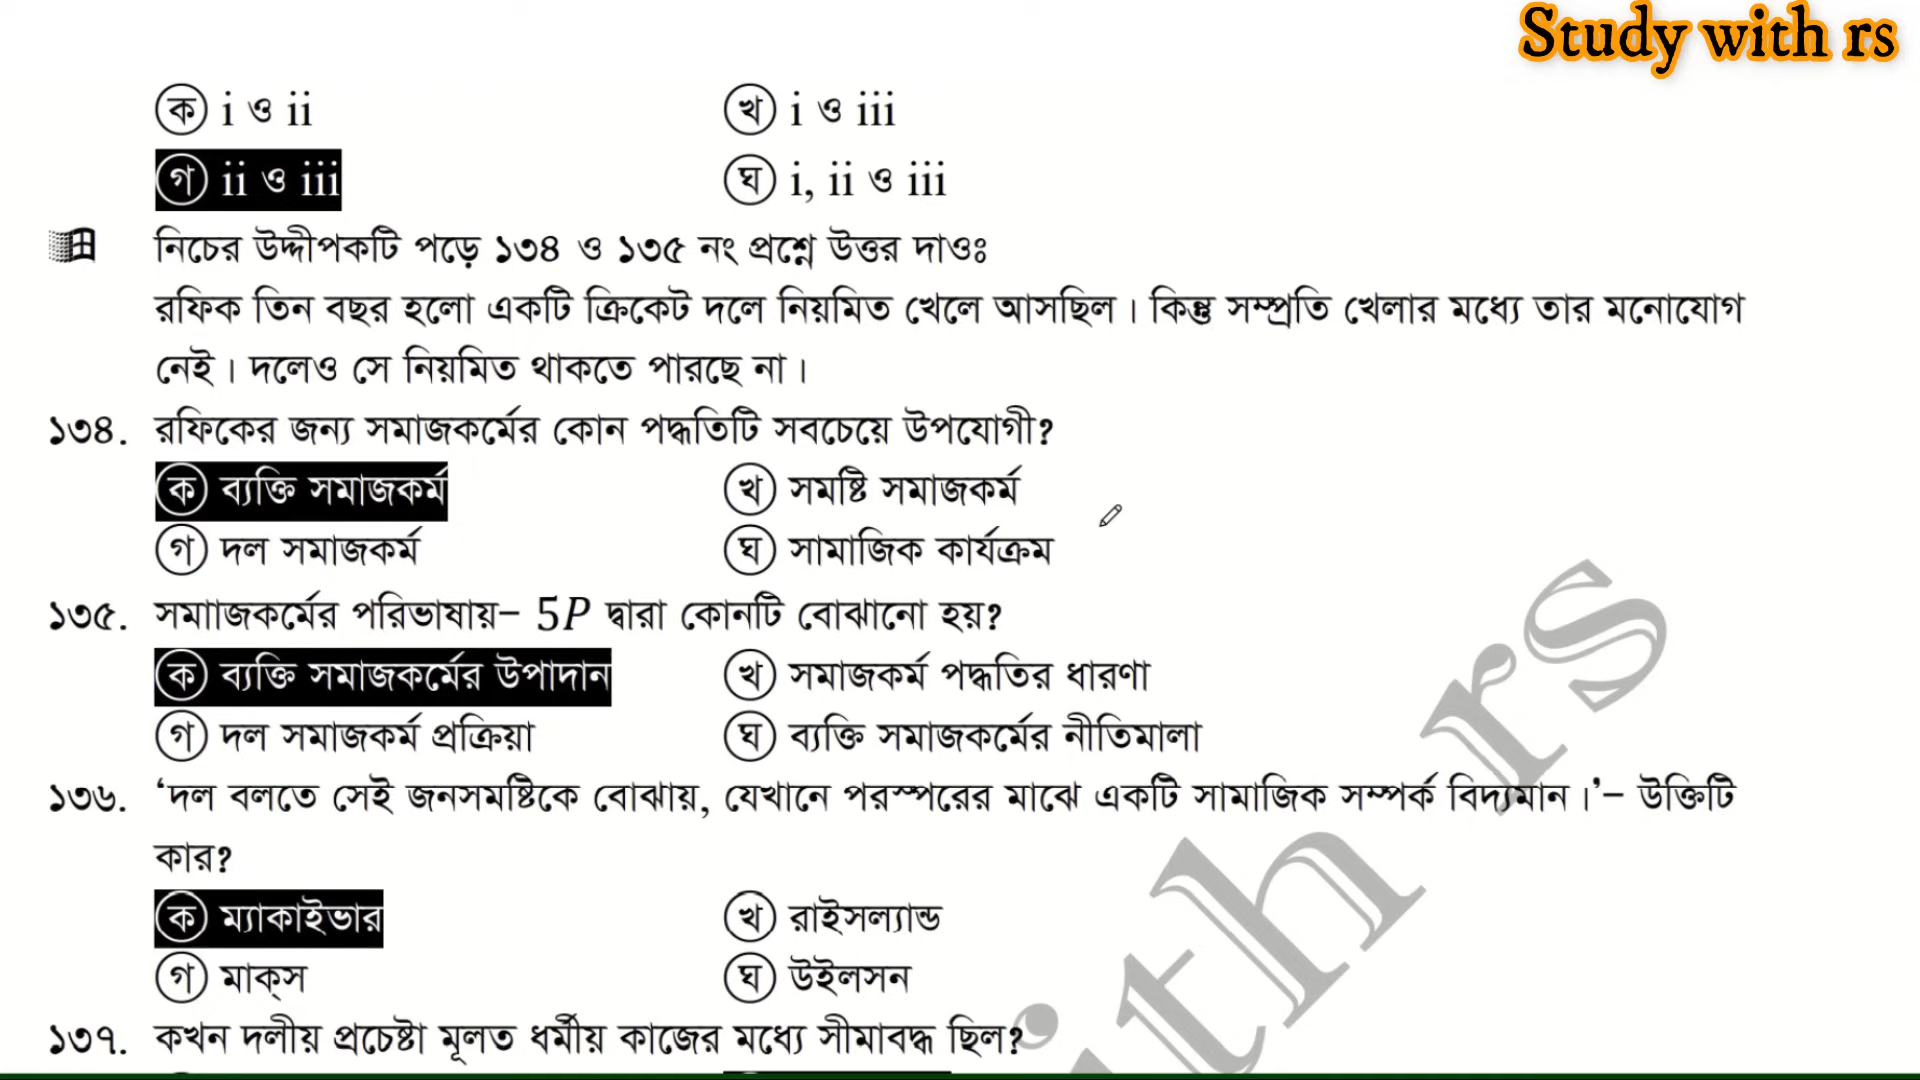 Study with rs
ক i ও ii খ i ও iii
গ ii ও iii ঘ i, ii ও iii
নিচের উদ্দীপকটি পড়ে ১৩৪ ও ১৩৫ নং প্রশ্নে উত্তর দাওঃ
রফিক তিন বছর হলো একটি ক্রিকেট দলে নিয়মিত খেলে আসছিল। কিন্তু সম্প্রতি খেলার মধ্যে তার মনোযোগ
নেই। দলেও সে নিয়মিত থাকতে পারছে না।
১৩৪. রফিকের জন্য সমাজকর্মের কোন পদ্ধতিটি সবচেয়ে উপযোগী?
ক ব্যক্তি সমাজকর্ম খ সমষ্টি সমাজকর্ম
গ দল সমাজকর্ম ঘ সামাজিক কার্যক্রম
১৩৫. সমাাজকর্মের পরিভাষায়– 5P দ্বারা কোনটি বোঝানো হয়?
ক ব্যক্তি সমাজকর্মের উপাদান খ সমাজকর্ম পদ্ধতির ধারণা
গ দল সমাজকর্ম প্রক্রিয়া ঘ ব্যক্তি সমাজকর্মের নীতিমালা
১৩৬. ‘দল বলতে সেই জনসমষ্টিকে বোঝায়, যেখানে পরস্পরের মাঝে একটি সামাজিক সম্পর্ক বিদ্যমান।’– উক্তিটি
কার?
ক ম্যাকাইভার খ রাইসল্যান্ড
গ মাক্‌স ঘ উইলসন
১৩৭. কখন দলীয় প্রচেষ্টা মূলত ধর্মীয় কাজের মধ্যে সীমাবদ্ধ ছিল?
ith rs